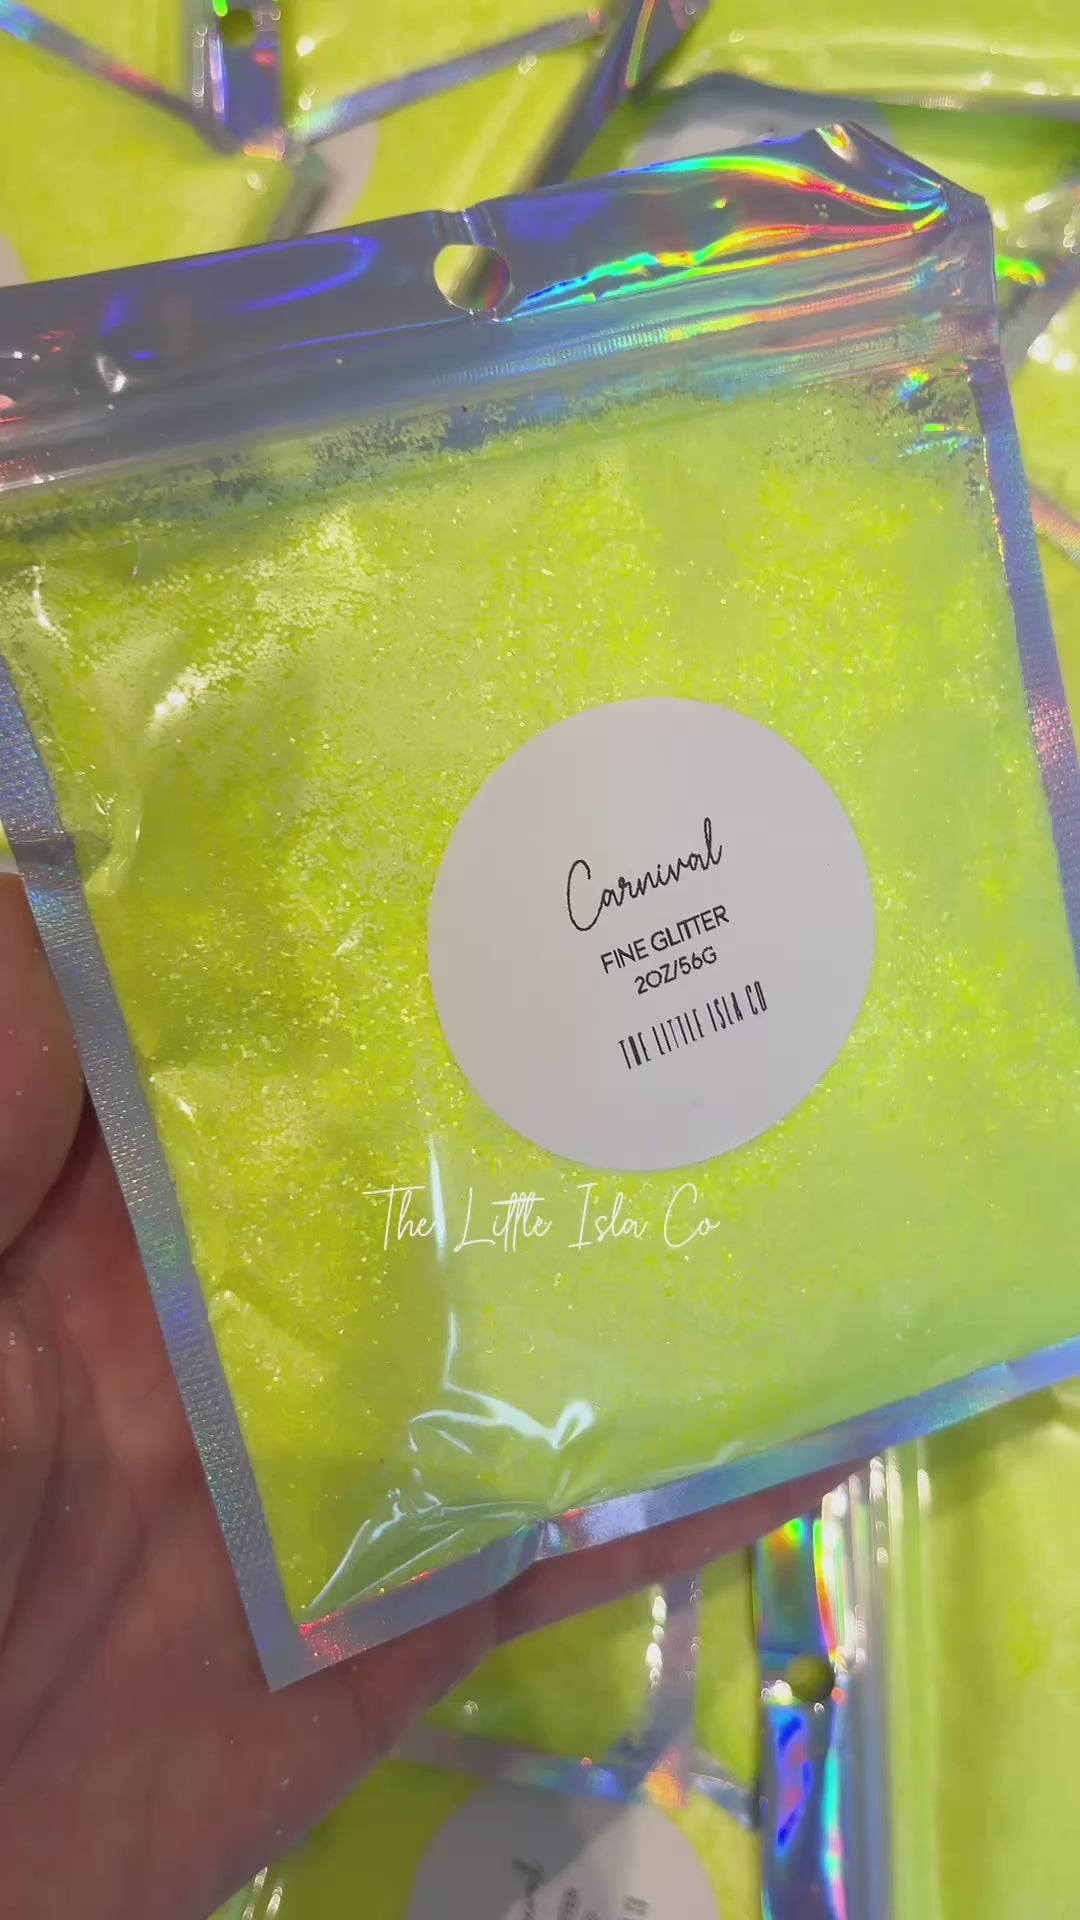 Carnival
FINE GLITTER
2OZ/56G
THE LITTLE ISLA CO
The Little Isla Co